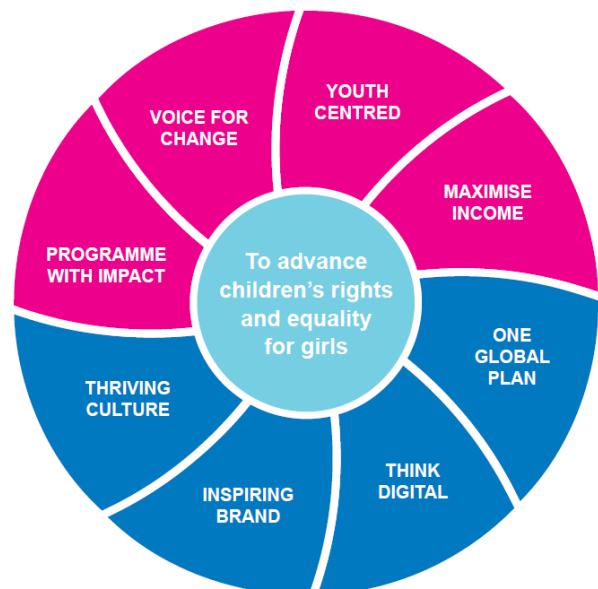 YOUTH
CENTRED
VOICE FOR
CHANGE
MAXIMISE
INCOME
PROGRAMME
WITH IMPACT
To advance
children’s rights
and equality
for girls
ONE
GLOBAL
PLAN
THRIVING
CULTURE
THINK
DIGITAL
INSPIRING
BRAND